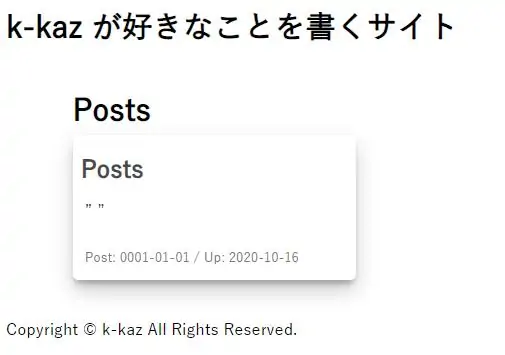 k-kaz が好きなことを書くサイト
Posts
Posts
” ”
Post: 0001-01-01 / Up: 2020-10-16
Copyright © k-kaz All Rights Reserved.